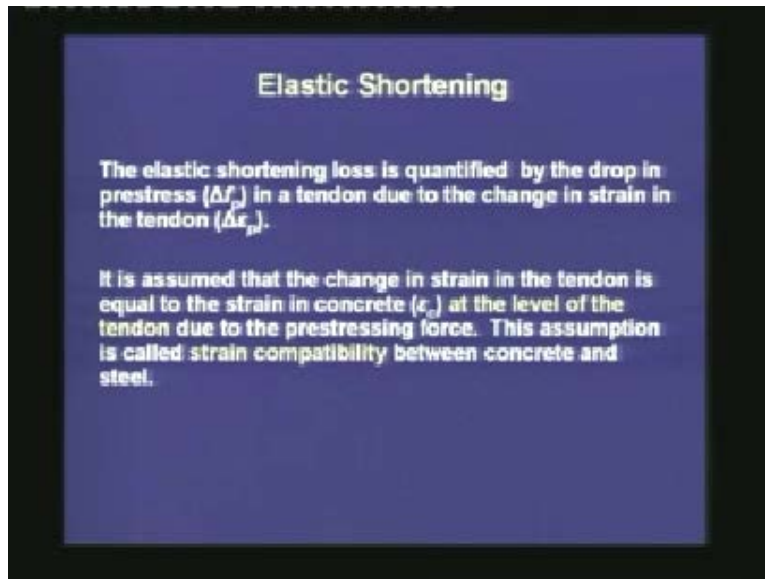 Elastic Shortening
The elastic shortening loss is quantified by the drop in
prestress (Δfₚ) in a tendon due to the change in strain in
the tendon (Δεₚ).
It is assumed that the change in strain in the tendon is
equal to the strain in concrete (ε꜀) at the level of the
tendon due to the prestressing force. This assumption
is called strain compatibility between concrete and
steel.